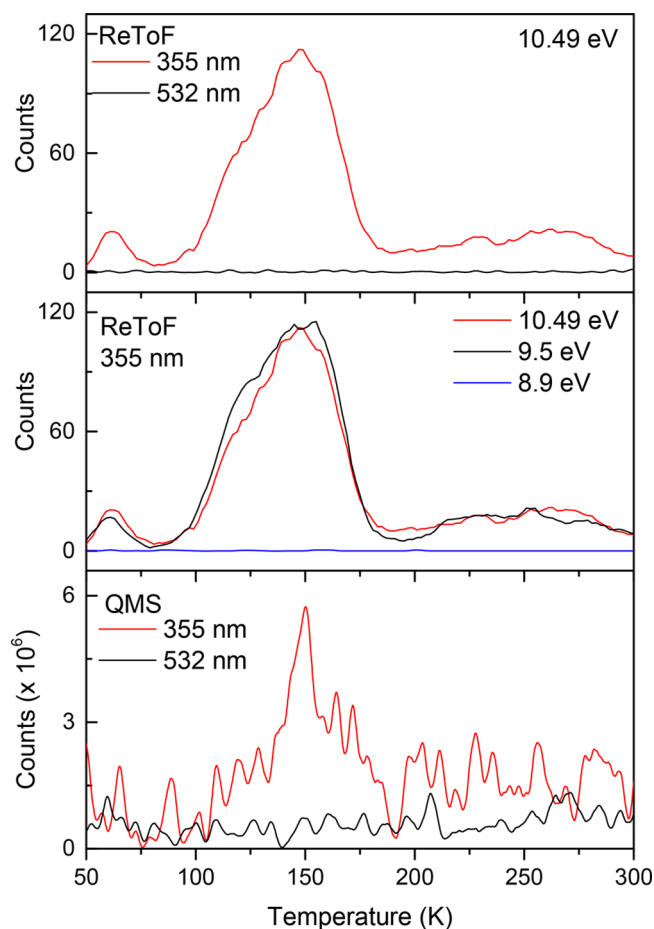 ReToF
355 nm
532 nm
10.49 eV
Counts
120
60
0
ReToF
355 nm
10.49 eV
9.5 eV
8.9 eV
Counts
120
60
0
QMS
355 nm
532 nm
Counts (x 10⁶)
6
3
0
50 100 150 200 250 300
Temperature (K)